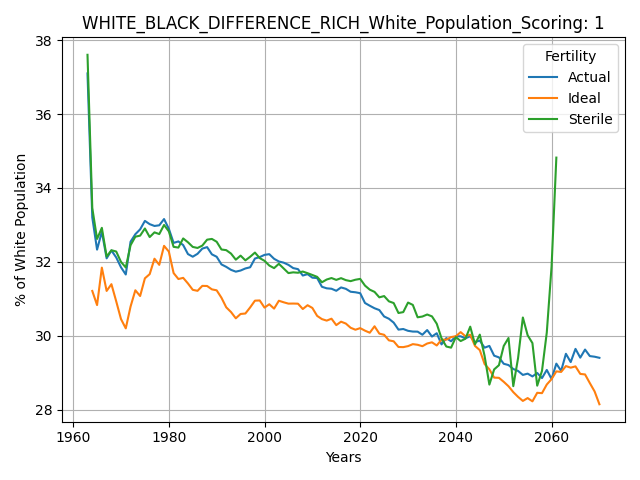 WHITE_BLACK_DIFFERENCE_RICH_White_Population_Scoring: 1
Fertility
Actual
Ideal
Sterile
% of White Population
38
36
34
32
30
28
1960
1980
2000
2020
2040
2060
Years